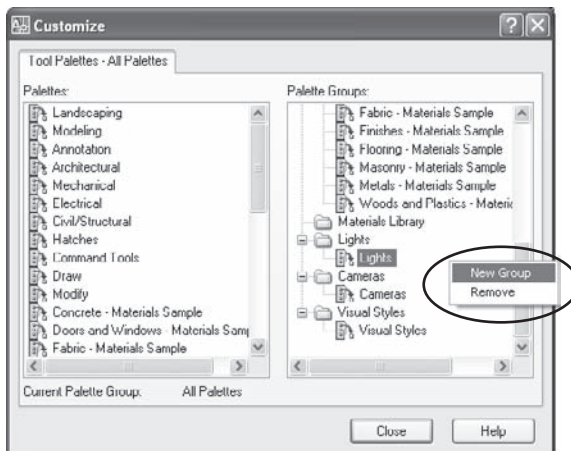 Customize
Tool Palettes - All Palettes
Palettes:
Landscaping
Modeling
Annotation
Architectural
Mechanical
Electrical
Civil/Structural
Hatches
Command Tools
Draw
Modify
Concrete - Materials Sample
Doors and Windows - Materials Samp
Fabric - Materials Sample
Current Palette Group: All Palettes
Palette Groups:
Fabric - Materials Sample
Finishes - Materials Sample
Flooring - Materials Sample
Masonry - Materials Sample
Metals - Materials Sample
Woods and Plastics - Materia
Materials Library
Lights
Lights
Cameras
Cameras
Visual Styles
Visual Styles
New Group
Remove
Close
Help